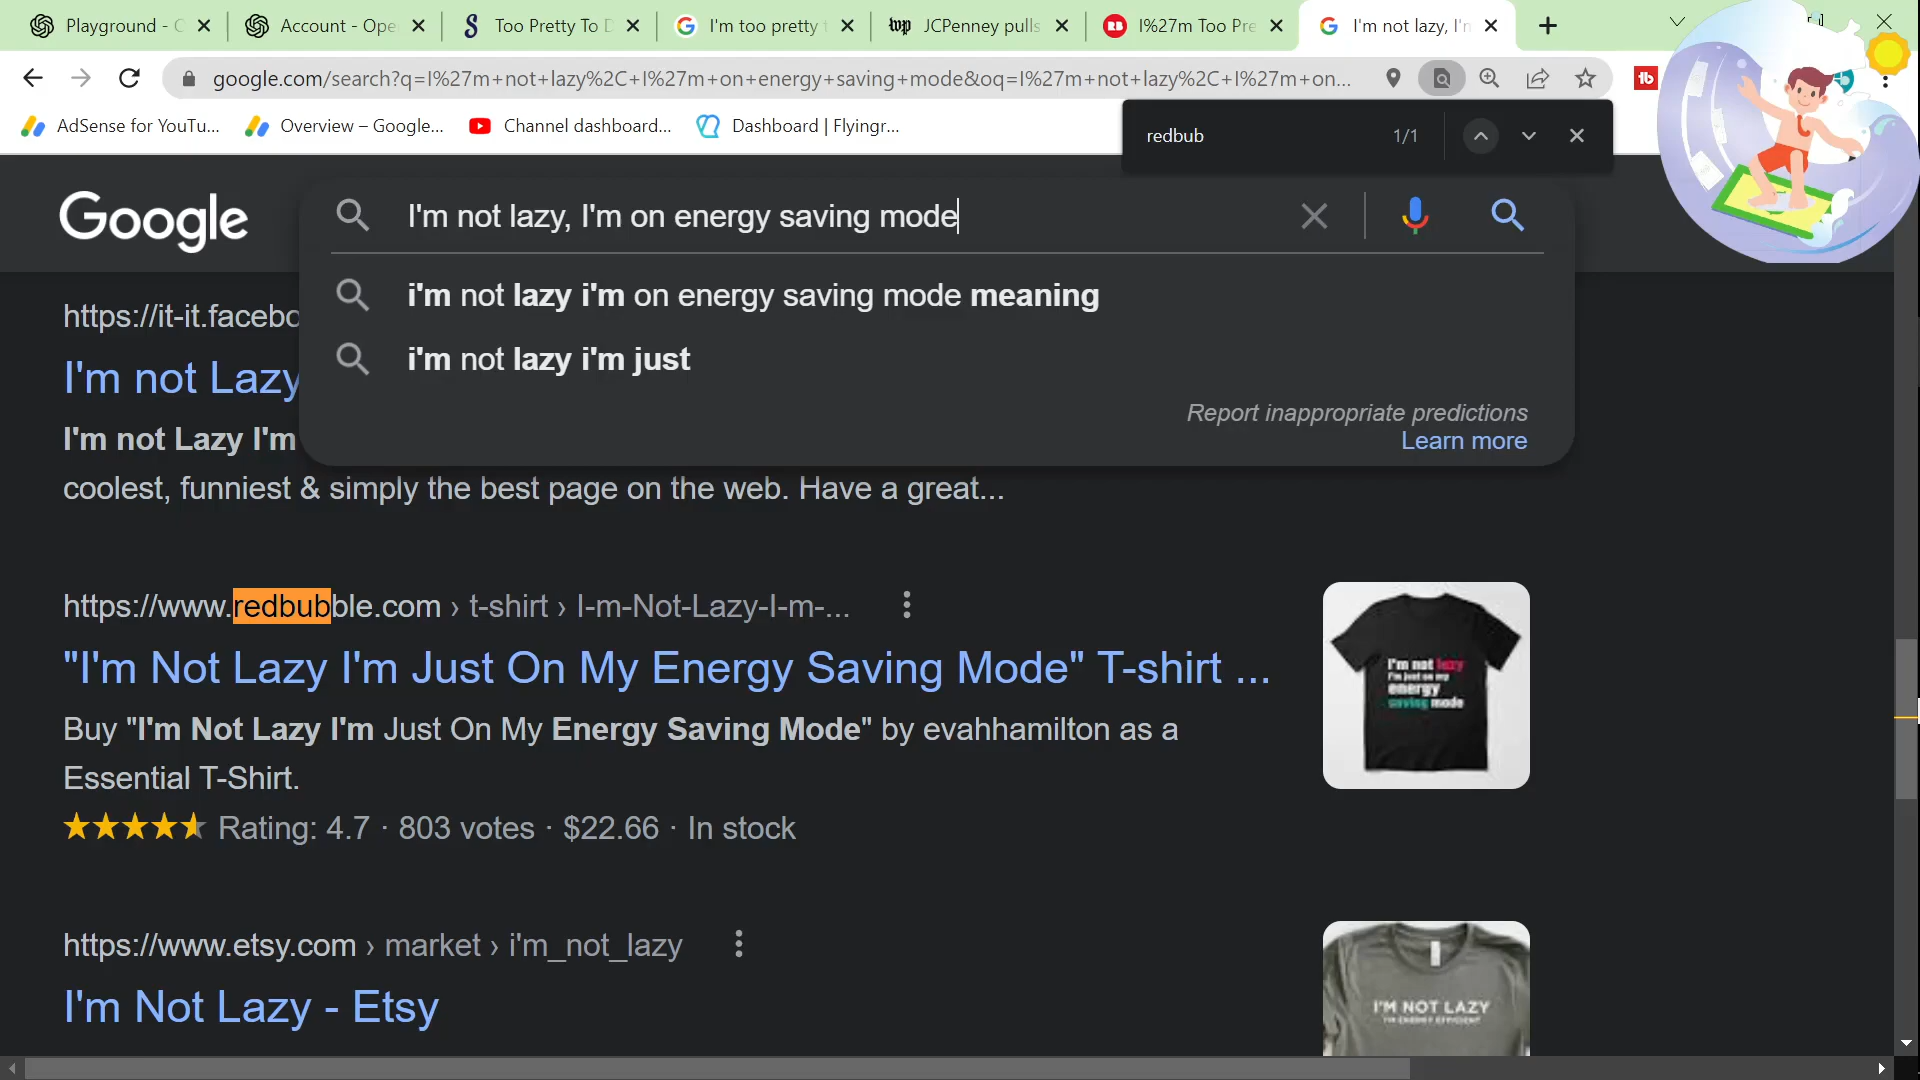 Playground - C
Account - Ope
Too Pretty To D
I'm too pretty t
JCPenney pulls
I%27m Too Pre
I'm not lazy, I'm
google.com/search?q=I%27m+not+lazy%2C+I%27m+on+energy+saving+mode&oq=I%27m+not+lazy%2C+I%27m+on...
AdSense for YouTu...
Overview – Google...
Channel dashboard...
Dashboard | Flyingr...
redbub
1/1
Google
I'm not lazy, I'm on energy saving mode
i'm not lazy i'm on energy saving mode meaning
i'm not lazy i'm just
Report inappropriate predictions
Learn more
https://it-it.facebo
I'm not Lazy
I'm not Lazy I'm
coolest, funniest & simply the best page on the web. Have a great...
https://www.redbubble.com › t-shirt › I-m-Not-Lazy-I-m-...
"I'm Not Lazy I'm Just On My Energy Saving Mode" T-shirt ...
Buy "I'm Not Lazy I'm Just On My Energy Saving Mode" by evahhamilton as a
Essential T-Shirt.
Rating: 4.7 · 803 votes · $22.66 · In stock
I'm not lazy
I'm just on my
energy
saving mode
https://www.etsy.com › market › i'm_not_lazy
I'm Not Lazy - Etsy
I'M NOT LAZY
I'M ENERGY EFFICIENT